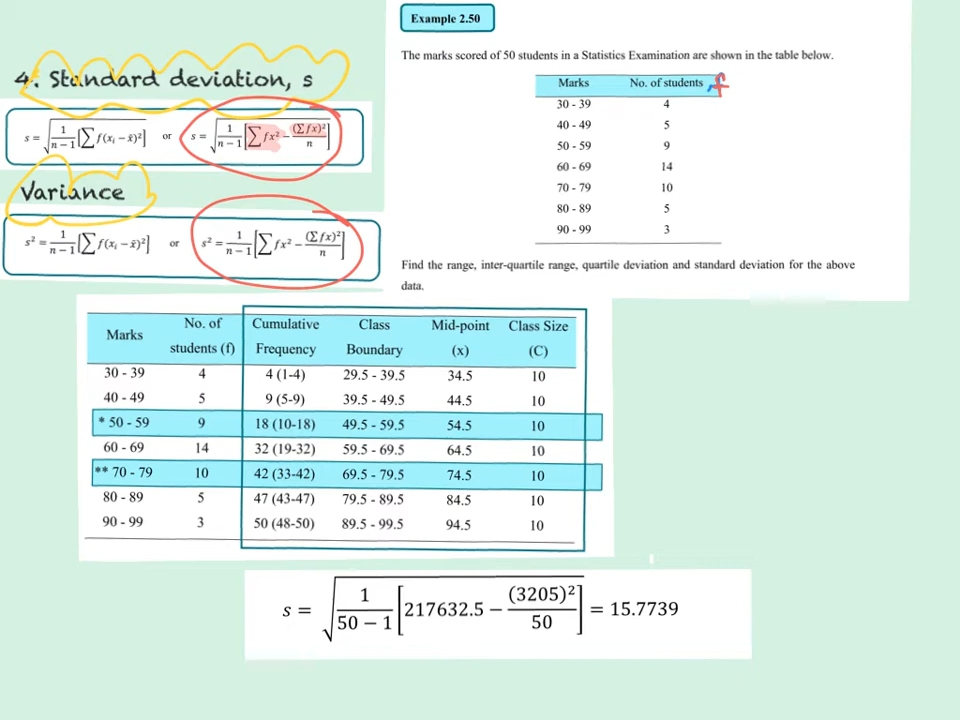 Example 2.50
The marks scored of 50 students in a Statistics Examination are shown in the table below.
Marks No. of students f
30 - 39 4
40 - 49 5
50 - 59 9
60 - 69 14
70 - 79 10
80 - 89 5
90 - 99 3
Find the range, inter-quartile range, quartile deviation and standard deviation for the above
data.
4. Standard deviation, s
s = √(1/(n − 1) [∑ f(xᵢ − x̄)²]) or s = √(1/(n − 1) [∑ fx² − (∑ fx)²/n])
Variance
s² = 1/(n − 1) [∑ f(xᵢ − x̄)²] or s² = 1/(n − 1) [∑ fx² − (∑ fx)²/n]
Marks No. of students (f) Cumulative Frequency Class Boundary Mid-point (x) Class Size (C)
30 - 39 4 4 (1-4) 29.5 - 39.5 34.5 10
40 - 49 5 9 (5-9) 39.5 - 49.5 44.5 10
* 50 - 59 9 18 (10-18) 49.5 - 59.5 54.5 10
60 - 69 14 32 (19-32) 59.5 - 69.5 64.5 10
** 70 - 79 10 42 (33-42) 69.5 - 79.5 74.5 10
80 - 89 5 47 (43-47) 79.5 - 89.5 84.5 10
90 - 99 3 50 (48-50) 89.5 - 99.5 94.5 10
s = √(1/(50 − 1) [217632.5 − (3205)²/50]) = 15.7739